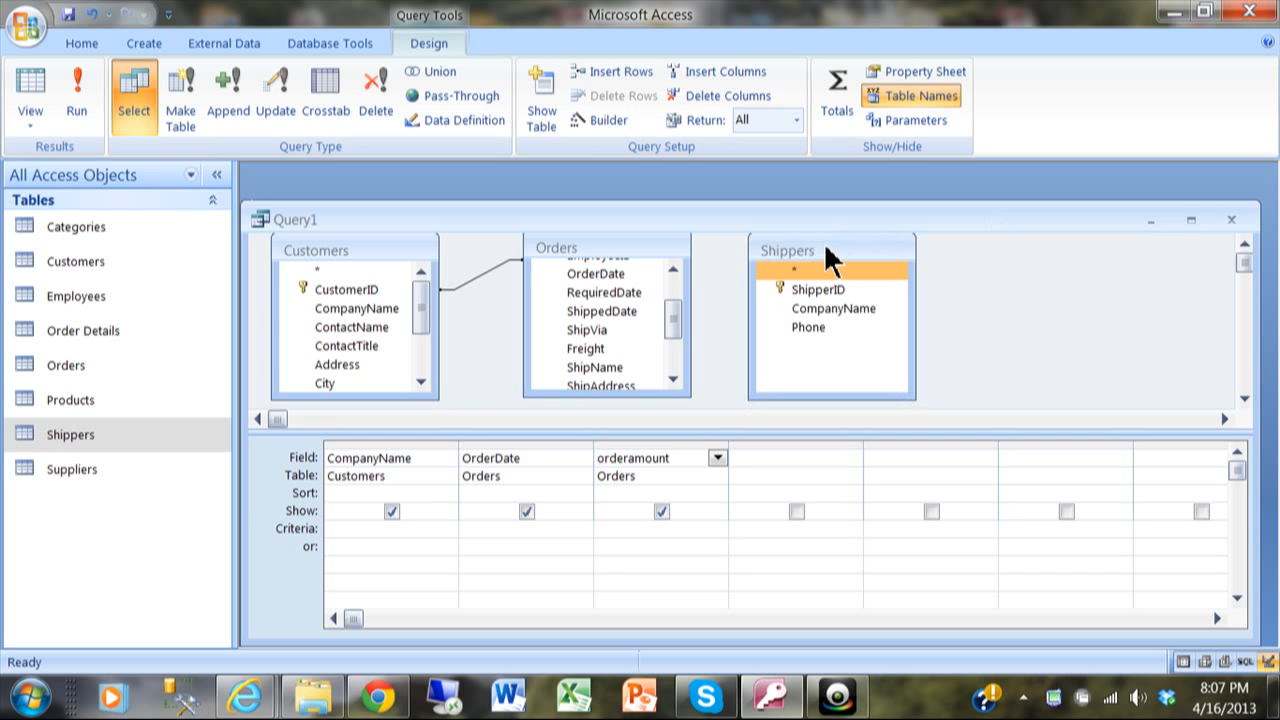 Query Tools
Microsoft Access
Home
Create
External Data
Database Tools
Design
View
Run
Select
Make Table
Append
Update
Crosstab
Delete
Union
Pass-Through
Data Definition
Show Table
Insert Rows
Delete Rows
Builder
Insert Columns
Delete Columns
Return:
All
Totals
Property Sheet
Table Names
Parameters
Results
Query Type
Query Setup
Show/Hide
All Access Objects
Tables
Categories
Customers
Employees
Order Details
Orders
Products
Shippers
Suppliers
Query1
Customers
*
CustomerID
CompanyName
ContactName
ContactTitle
Address
City
Orders
OrderDate
RequiredDate
ShippedDate
ShipVia
Freight
ShipName
ShipAddress
Shippers
*
ShipperID
CompanyName
Phone
Field: CompanyName OrderDate orderamount
Table: Customers Orders Orders
Sort:
Show:
Criteria:
or:
Ready
SQL
8:07 PM
4/16/2013